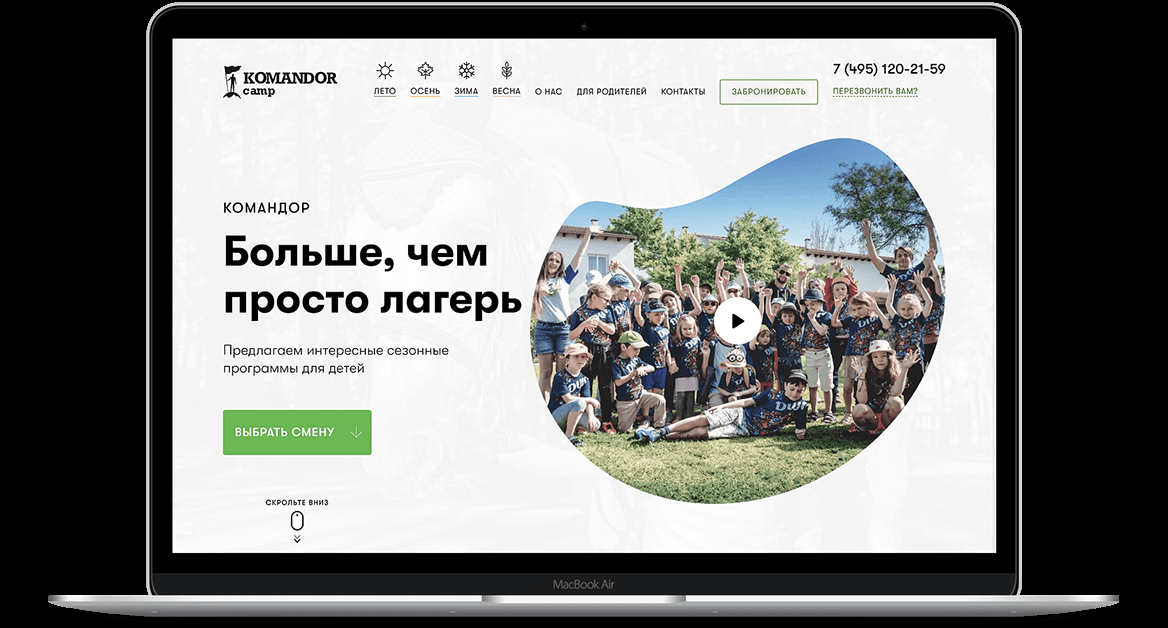 KOMANDOR
camp
ЛЕТО
ОСЕНЬ
ЗИМА
ВЕСНА
О НАС
ДЛЯ РОДИТЕЛЕЙ
КОНТАКТЫ
ЗАБРОНИРОВАТЬ
7 (495) 120-21-59
ПЕРЕЗВОНИТЬ ВАМ?
КОМАНДОР
Больше, чем
просто лагерь
Предлагаем интересные сезонные
программы для детей
ВЫБРАТЬ СМЕНУ
СКРОЛЬТЕ ВНИЗ
MacBook Air